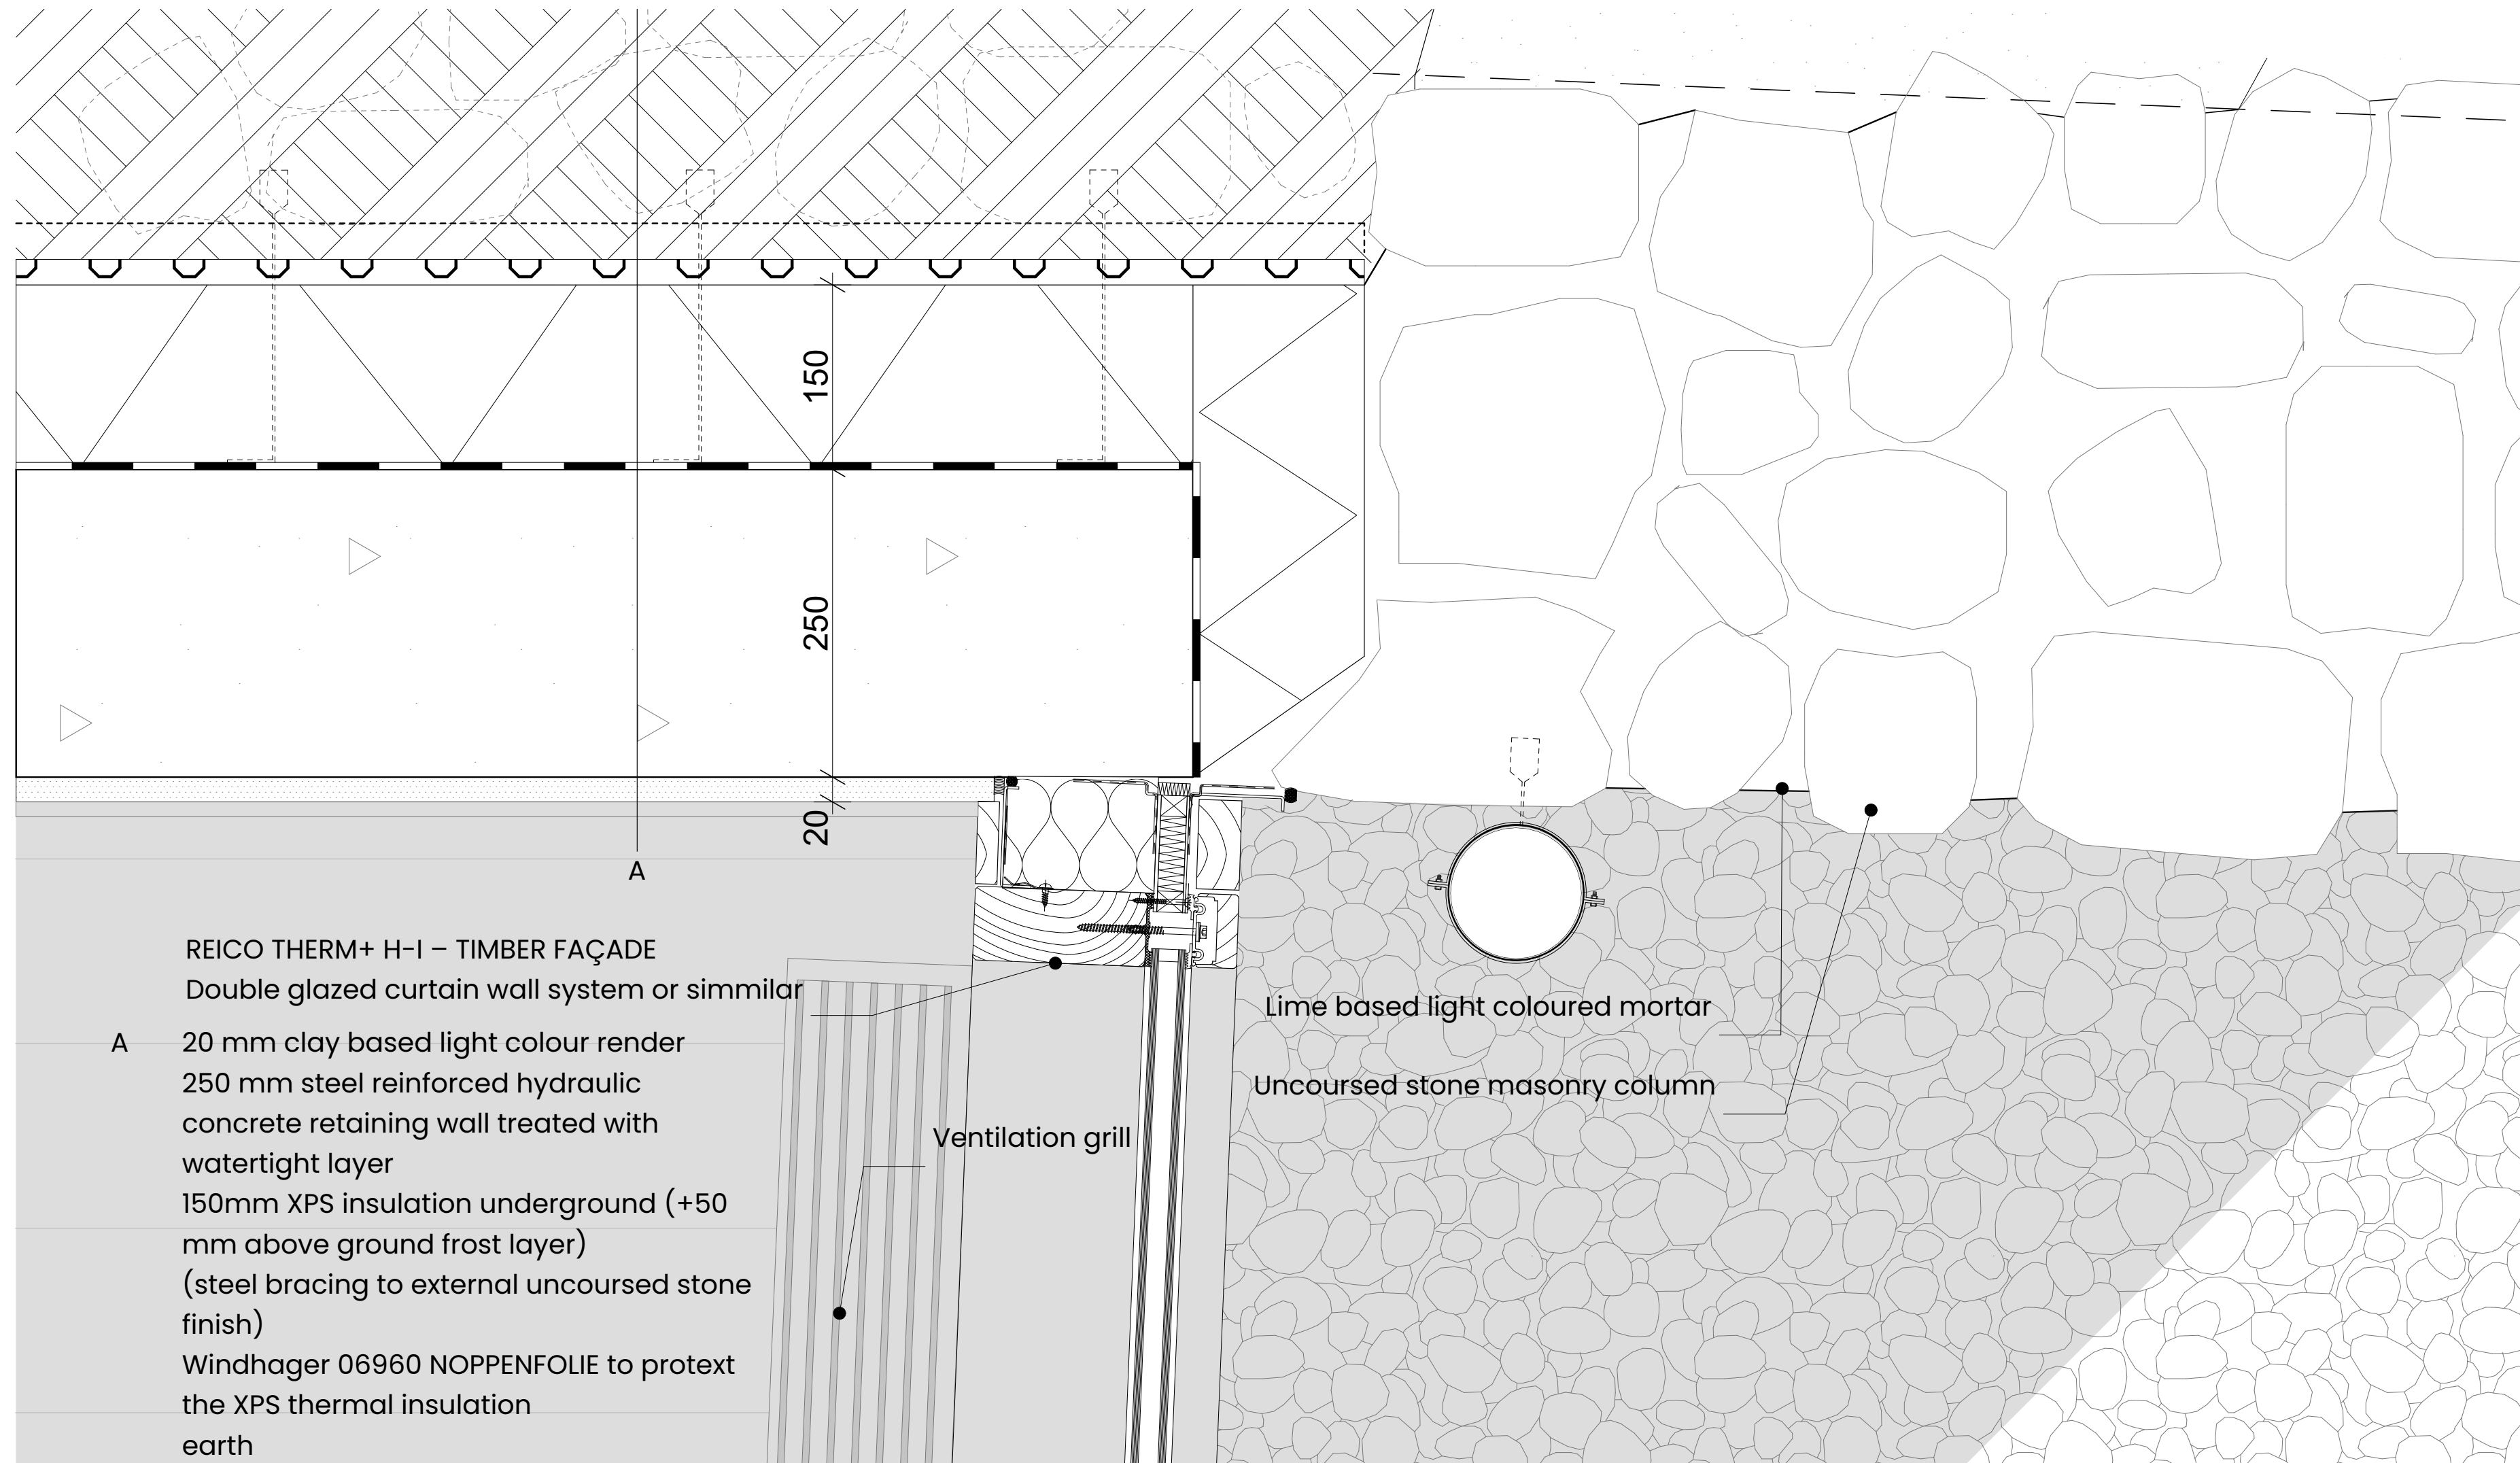 150
250
20
A
REICO THERM+ H-I – TIMBER FAÇADE
Double glazed curtain wall system or simmilar
A 20 mm clay based light colour render
250 mm steel reinforced hydraulic
concrete retaining wall treated with
watertight layer
150mm XPS insulation underground (+50
mm above ground frost layer)
(steel bracing to external uncoursed stone
finish)
Windhager 06960 NOPPENFOLIE to protext
the XPS thermal insulation
earth
Ventilation grill
Lime based light coloured mortar
Uncoursed stone masonry column